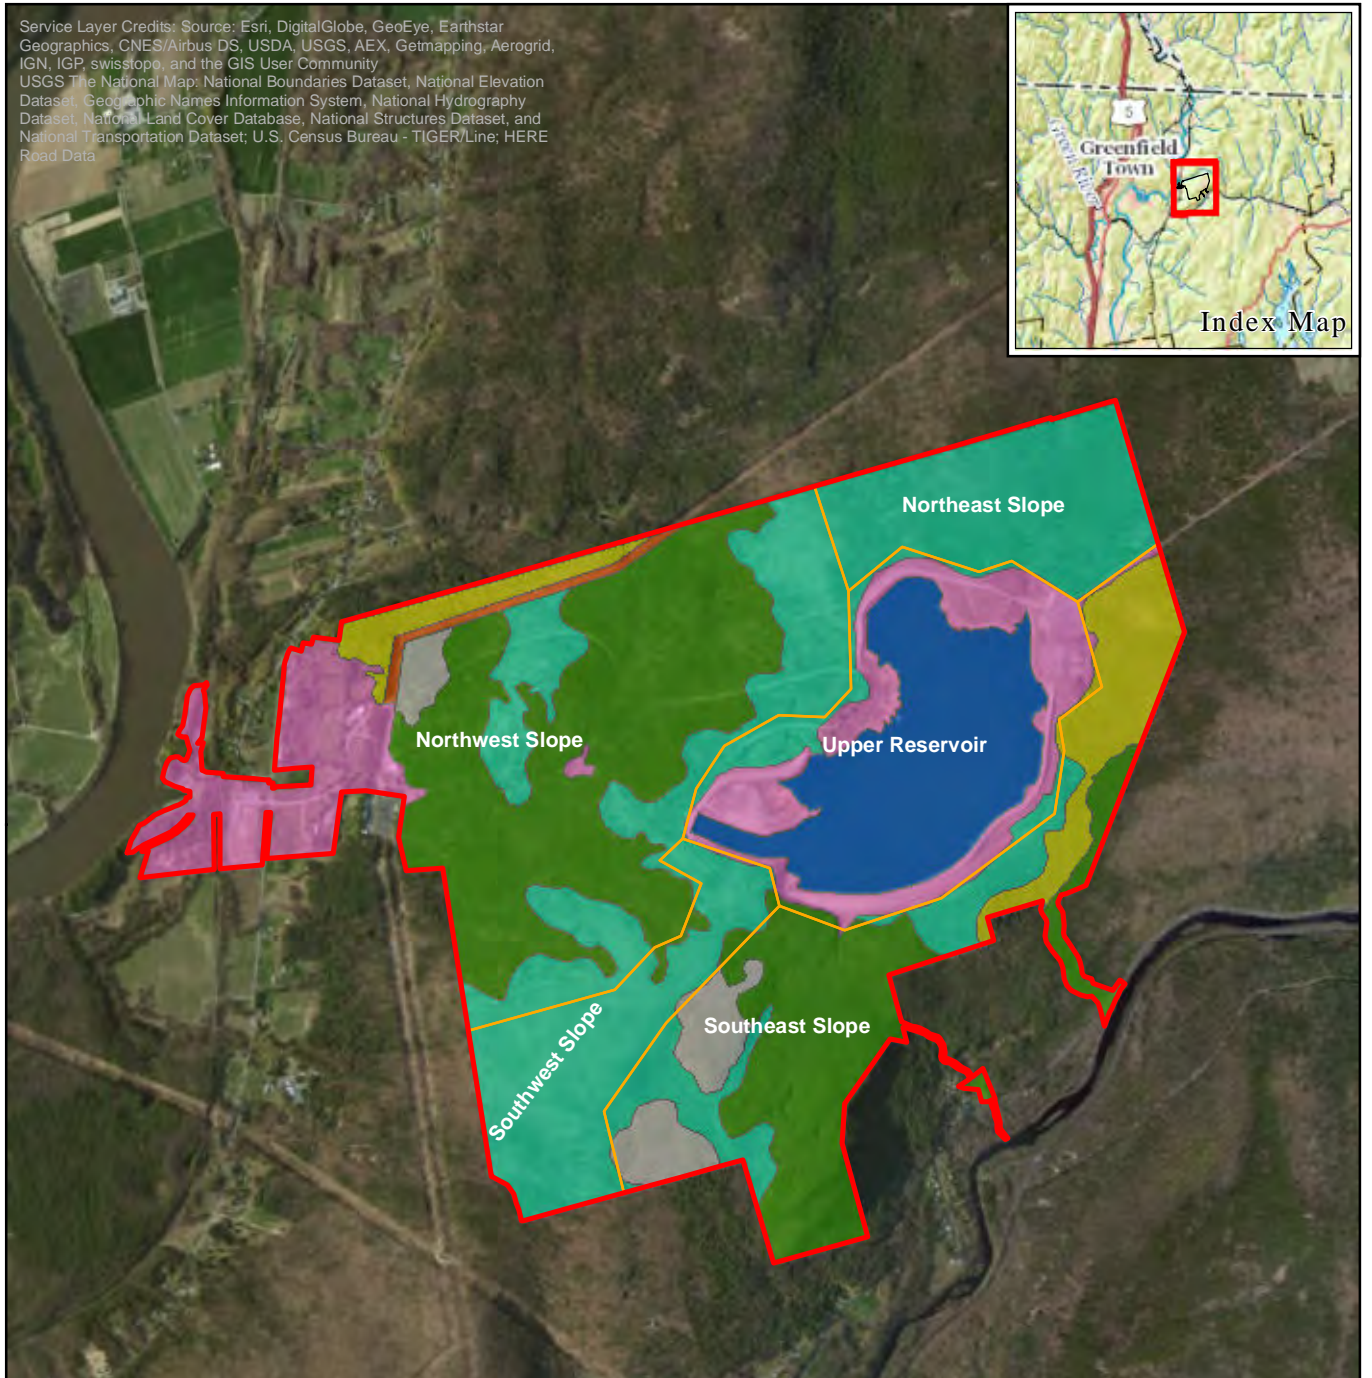 Service Layer Credits: Source: Esri, DigitalGlobe, GeoEye, Earthstar
Geographics, CNES/Airbus DS, USDA, USGS, AEX, Getmapping, Aerogrid,
IGN, IGP, swisstopo, and the GIS User Community
USGS The National Map: National Boundaries Dataset, National Elevation
Dataset, Geographic Names Information System, National Hydrography
Dataset, National Land Cover Database, National Structures Dataset, and
National Transportation Dataset; U.S. Census Bureau - TIGER/Line; HERE
Road Data
5
Greenfield
Town
Green River
Index Map
Northeast Slope
Northwest Slope
Upper Reservoir
Southeast Slope
Southwest Slope